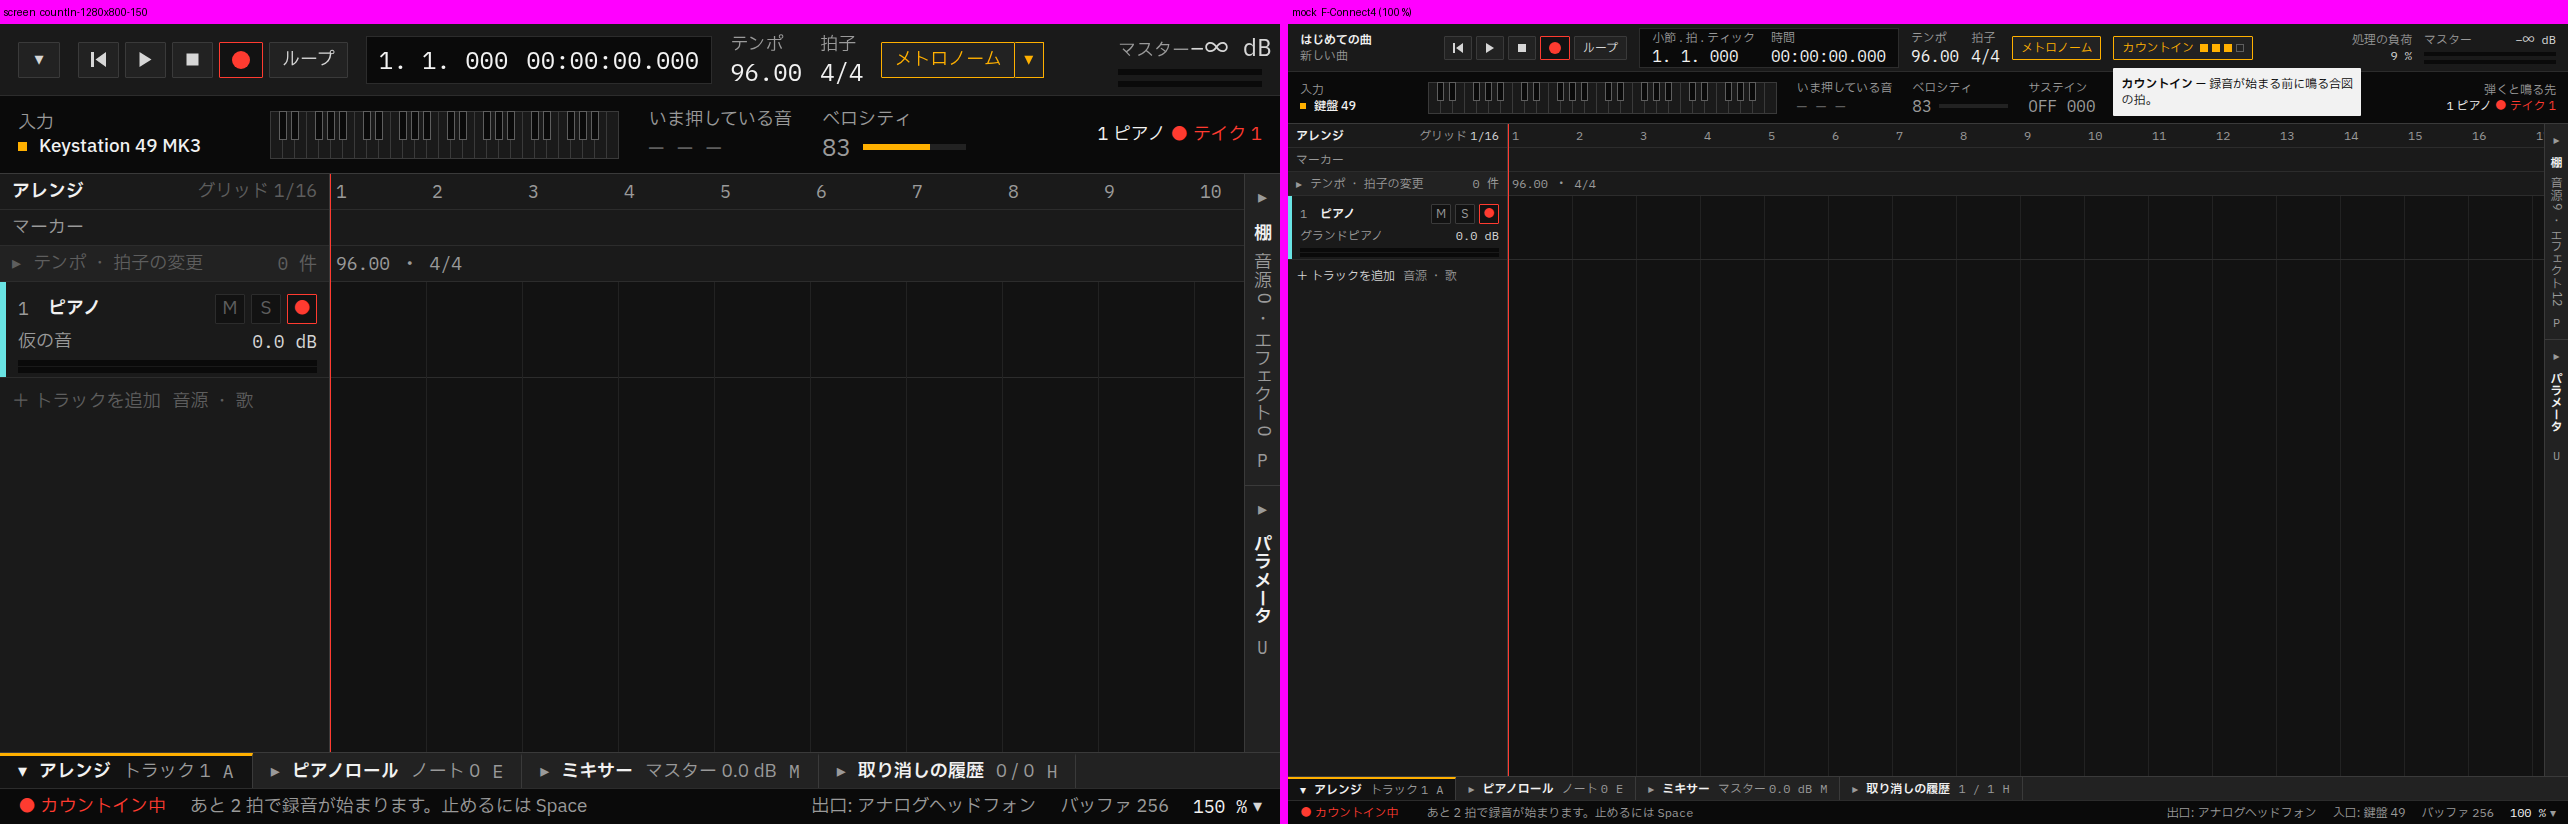 screen countin-1280x800-150
▼ ループ 1. 1. 000 00:00:00.000 テンポ 96.00 拍子 4/4 メトロノーム ▼ マスター −∞ dB
入力 Keystation 49 MK3 いま押している音 — — — ベロシティ 83 1 ピアノ テイク 1
アレンジ グリッド 1/16 1 2 3 4 5 6 7 8 9 10
マーカー
▶ テンポ · 拍子の変更 0 件 96.00 · 4/4
1 ピアノ M S
仮の音 0.0 dB
＋トラックを追加 音源 · 歌
▶ 棚 音源 0 · エフェクト 0 P
▶ パラメータ U
▼ アレンジ トラック 1 A ▶ ピアノロール ノート 0 E ▶ ミキサー マスター 0.0 dB M ▶ 取り消しの履歴 0 / 0 H
カウントイン中 あと 2 拍で録音が始まります。止めるには Space 出口: アナログヘッドフォン バッファ 256 150 % ▼
mock F-Connect4 (100%)
はじめての曲 新しい曲 ループ 小節 . 拍 . ティック 1. 1. 000 時間 00:00:00.000 テンポ 96.00 拍子 4/4 メトロノーム カウントイン 処理の負荷 9 % マスター −∞ dB
入力 鍵盤 49 いま押している音 — — — ベロシティ 83 サステイン OFF 000 弾くと鳴る先 1 ピアノ テイク 1
カウントイン — 録音が始まる前に鳴る合図
の拍。
アレンジ グリッド 1/16 1 2 3 4 5 6 7 8 9 10 11 12 13 14 15 16 1
マーカー
▶ テンポ · 拍子の変更 0 件 96.00 · 4/4
1 ピアノ M S
グランドピアノ 0.0 dB
＋トラックを追加 音源 · 歌
▶ 棚 音源 9 · エフェクト 12 P
▶ パラメータ U
▼ アレンジ トラック 1 A ▶ ピアノロール ノート 0 E ▶ ミキサー マスター 0.0 dB M ▶ 取り消しの履歴 1 / 1 H
カウントイン中 あと 2 拍で録音が始まります。止めるには Space 出口: アナログヘッドフォン 入口: 鍵盤 49 バッファ 256 100 % ▼